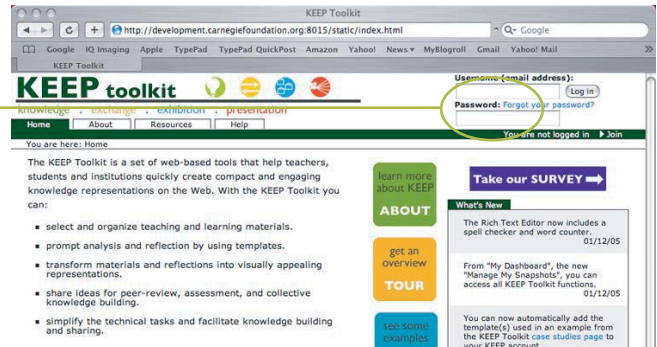 KEEP Toolkit
http://development.carnegiefoundation.org:8015/static/index.html
Google
Google IQ Imaging Apple TypePad TypePad QuickPost Amazon Yahoo! News ▾ MyBlogroll Gmail Yahoo! Mail
KEEP Toolkit
KEEP toolkit
knowledge . exchange . exhibition . presentation
Username (email address):
Log in
Password: Forgot your password?
Home About Resources Help
You are not logged in ▶ Join
You are here: Home
The KEEP Toolkit is a set of web-based tools that help teachers,
students and institutions quickly create compact and engaging
knowledge representations on the Web. With the KEEP Toolkit you
can:
select and organize teaching and learning materials.
prompt analysis and reflection by using templates.
transform materials and reflections into visually appealing
representations.
share ideas for peer-review, assessment, and collective
knowledge building.
simplify the technical tasks and facilitate knowledge building
and sharing.
learn more
about KEEP
ABOUT
get an
overview
TOUR
see some
examples
Take our SURVEY
What's New
The Rich Text Editor now includes a
spell checker and word counter.
01/12/05
From "My Dashboard", the new
"Manage My Snapshots", you can
access all KEEP Toolkit functions.
01/12/05
You can now automatically add the
template(s) used in an example from
the KEEP Toolkit case studies page to
your KEEP account.